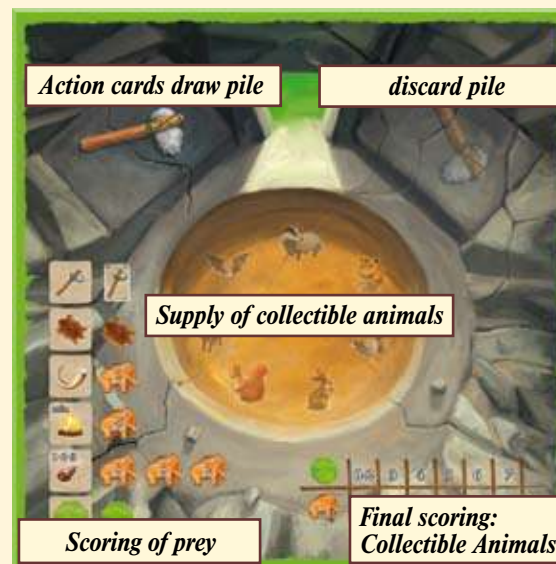 Action cards draw pile
discard pile
Supply of collectible animals
Scoring of prey
Final scoring:
Collectible Animals